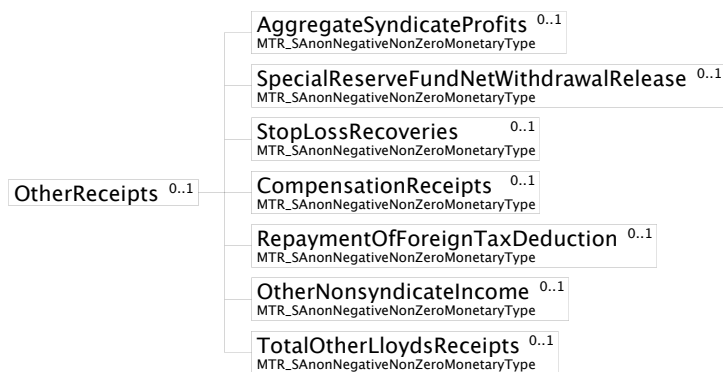 AggregateSyndicateProfits 0..1
MTR_SAnonNegativeNonZeroMonetaryType
SpecialReserveFundNetWithdrawalRelease 0..1
MTR_SAnonNegativeNonZeroMonetaryType
StopLossRecoveries 0..1
MTR_SAnonNegativeNonZeroMonetaryType
OtherReceipts 0..1
CompensationReceipts 0..1
MTR_SAnonNegativeNonZeroMonetaryType
RepaymentOfForeignTaxDeduction 0..1
MTR_SAnonNegativeNonZeroMonetaryType
OtherNonsyndicateIncome 0..1
MTR_SAnonNegativeNonZeroMonetaryType
TotalOtherLloydsReceipts 0..1
MTR_SAnonNegativeNonZeroMonetaryType